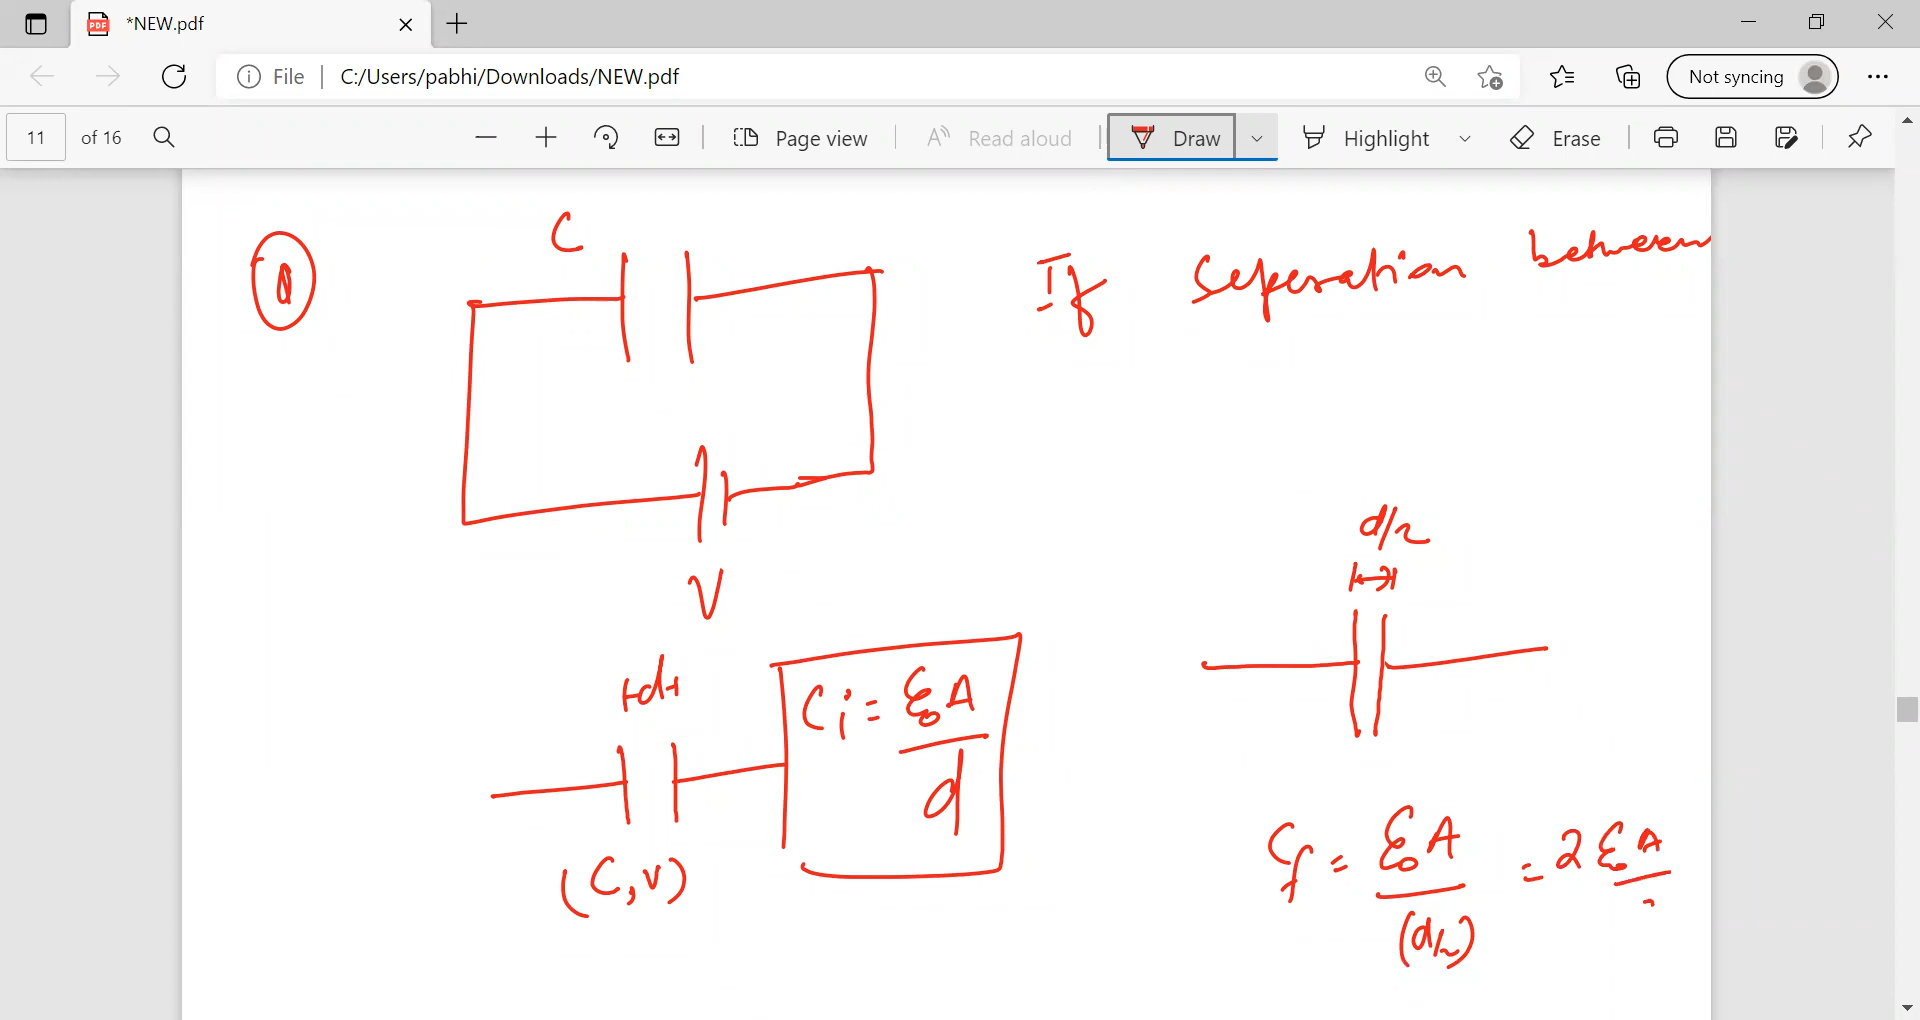 *NEW.pdf
File C:/Users/pabhi/Downloads/NEW.pdf Not syncing
11 of 16 Page view Read aloud Draw Highlight Erase
C If Seperation between
V
d/2
d
Ci = ε₀A/d
(C,V)
Cf = ε₀A/(d/2) = 2ε₀A